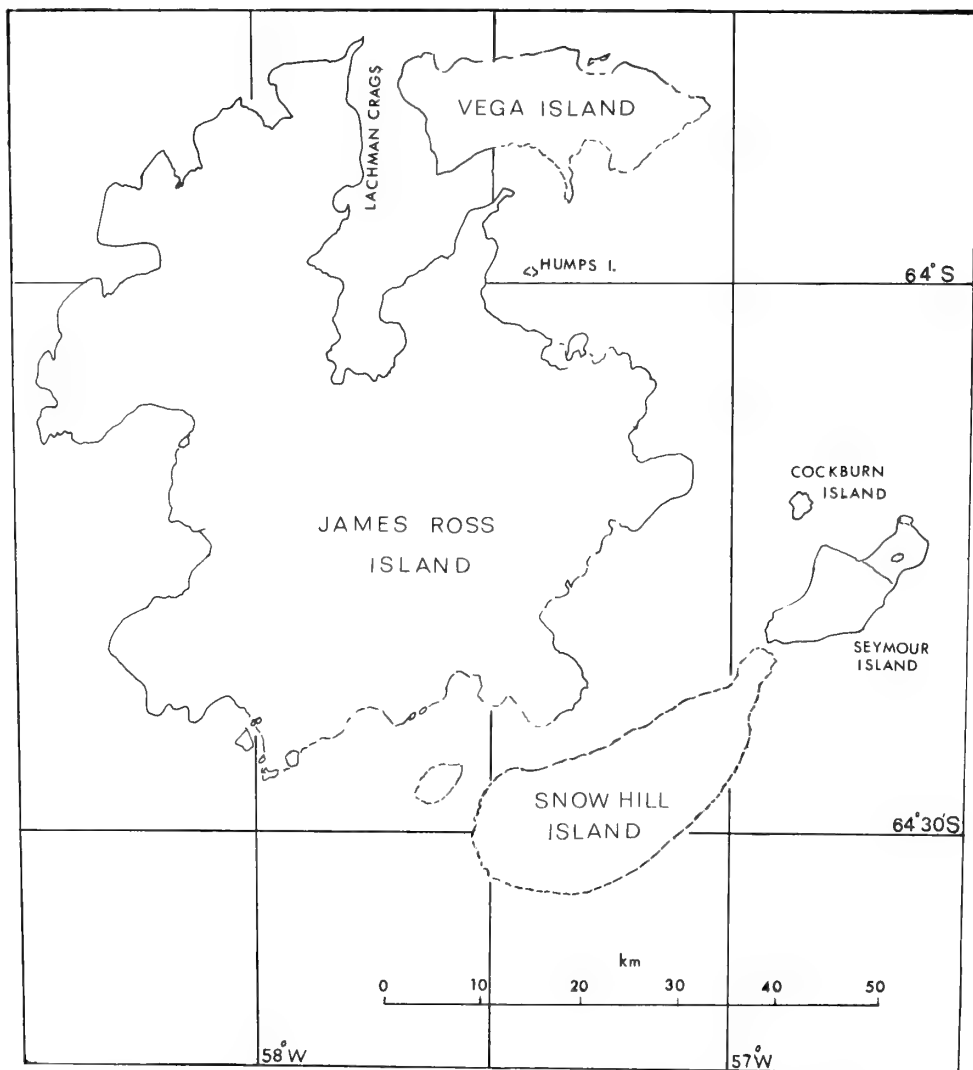 LACHMAN CRAGS
VEGA ISLAND
HUMPS I.
64°S
COCKBURN
ISLAND
JAMES ROSS
ISLAND
SEYMOUR
ISLAND
SNOW HILL
ISLAND
64°30'S
km
0 10 20 30 40 50
58°W
57°W